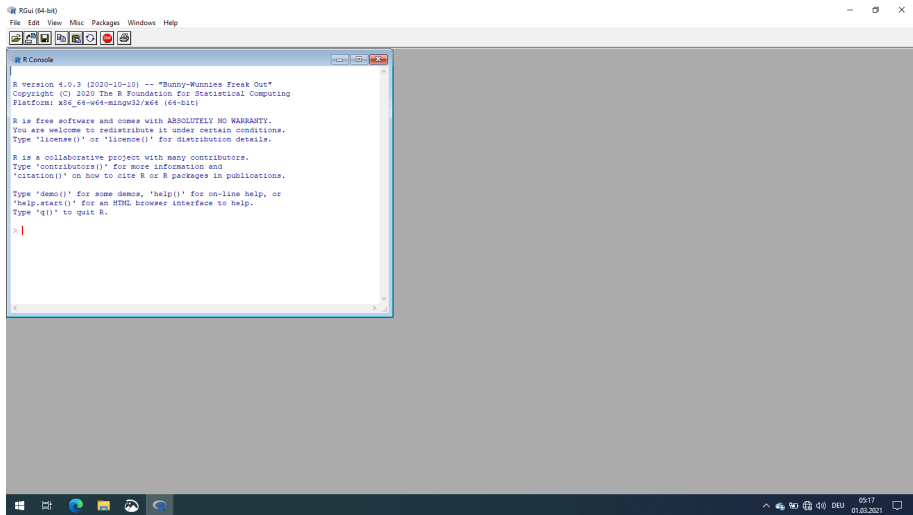 RGui (64-bit)
File Edit View Misc Packages Windows Help
R Console
R version 4.0.3 (2020-10-10) -- "Bunny-Wunnies Freak Out"
Copyright (C) 2020 The R Foundation for Statistical Computing
Platform: x86_64-w64-mingw32/x64 (64-bit)
R is free software and comes with ABSOLUTELY NO WARRANTY.
You are welcome to redistribute it under certain conditions.
Type 'license()' or 'licence()' for distribution details.
R is a collaborative project with many contributors.
Type 'contributors()' for more information and
'citation()' on how to cite R or R packages in publications.
Type 'demo()' for some demos, 'help()' for on-line help, or
'help.start()' for an HTML browser interface to help.
Type 'q()' to quit R.
>
DEU
05:17
01.03.2021